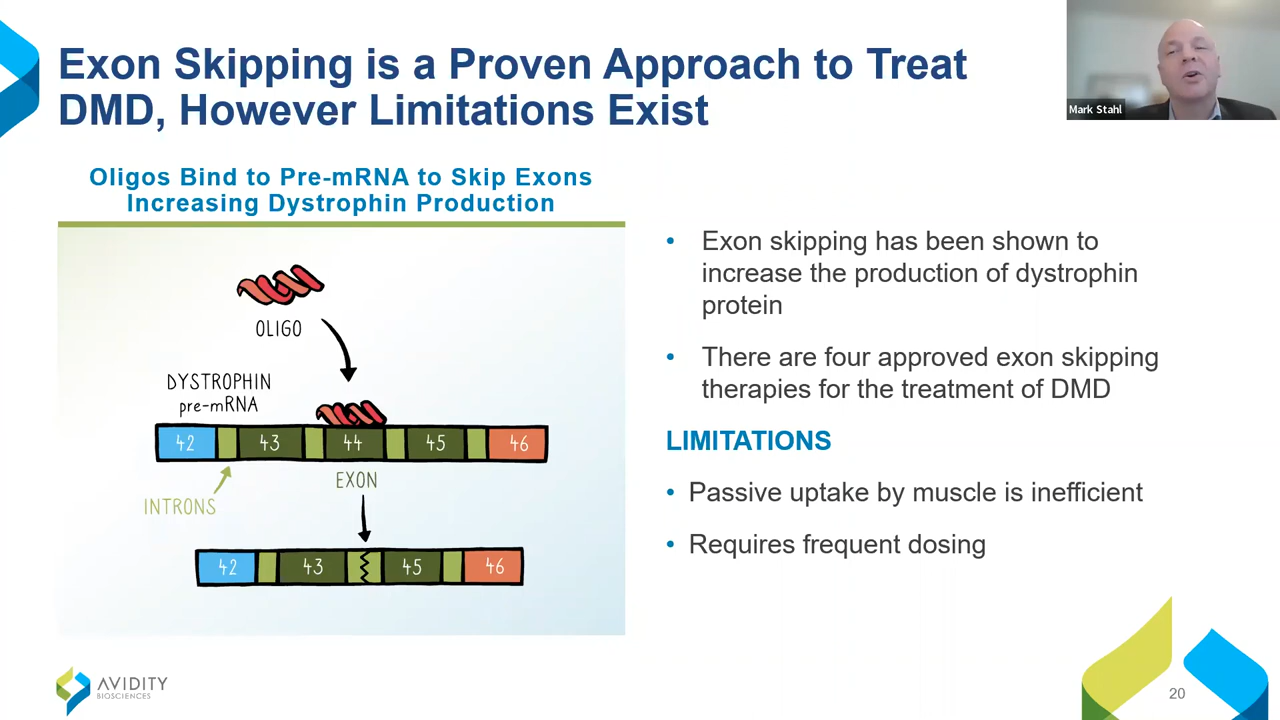 Exon Skipping is a Proven Approach to Treat
DMD, However Limitations Exist
Mark Stahl
Oligos Bind to Pre-mRNA to Skip Exons
Increasing Dystrophin Production
OLIGO
DYSTROPHIN
pre-mRNA
42 43 44 45 46
EXON
INTRONS
42 43 45 46
• Exon skipping has been shown to
increase the production of dystrophin
protein
• There are four approved exon skipping
therapies for the treatment of DMD
LIMITATIONS
• Passive uptake by muscle is inefficient
• Requires frequent dosing
AVIDITY
BIOSCIENCES
20